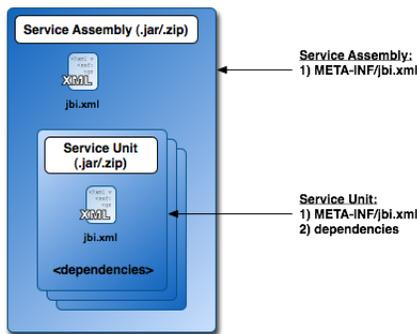 Service Assembly (.jar/.zip)
XML
jbi.xml
Service Unit
(.jar/.zip)
XML
jbi.xml
<dependencies>
Service Assembly:
1) META-INF/jbi.xml
Service Unit:
1) META-INF/jbi.xml
2) dependencies